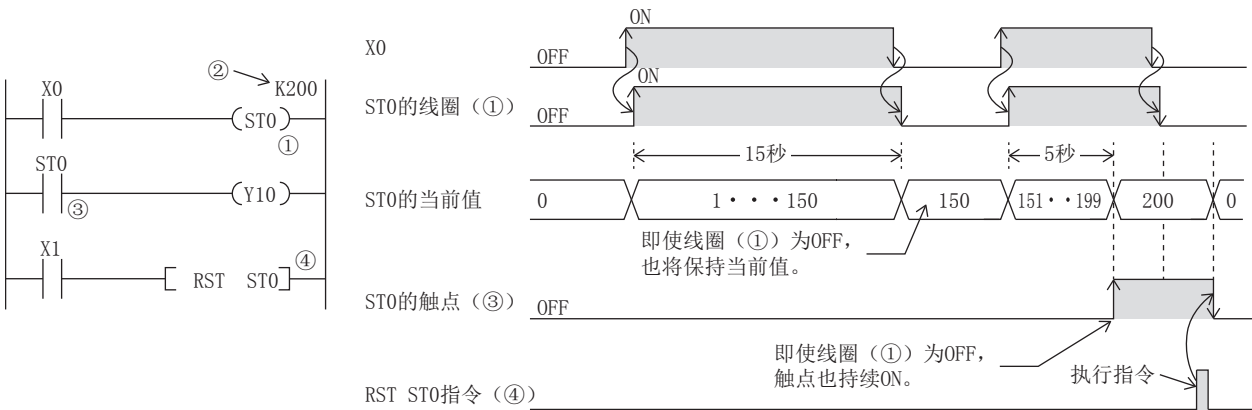 ② K200
X0
ST0
①
ST0
③
Y10
X1
RST ST0
④
X0
OFF
ON
ST0的线圈（①）
OFF
ON
15秒
5秒
ST0的当前值
0
1・・・150
150
151・・199
200
0
即使线圈（①）为OFF，
也将保持当前值。
ST0的触点（③）
OFF
即使线圈（①）为OFF，
触点也持续ON。
执行指令
RST ST0指令（④）